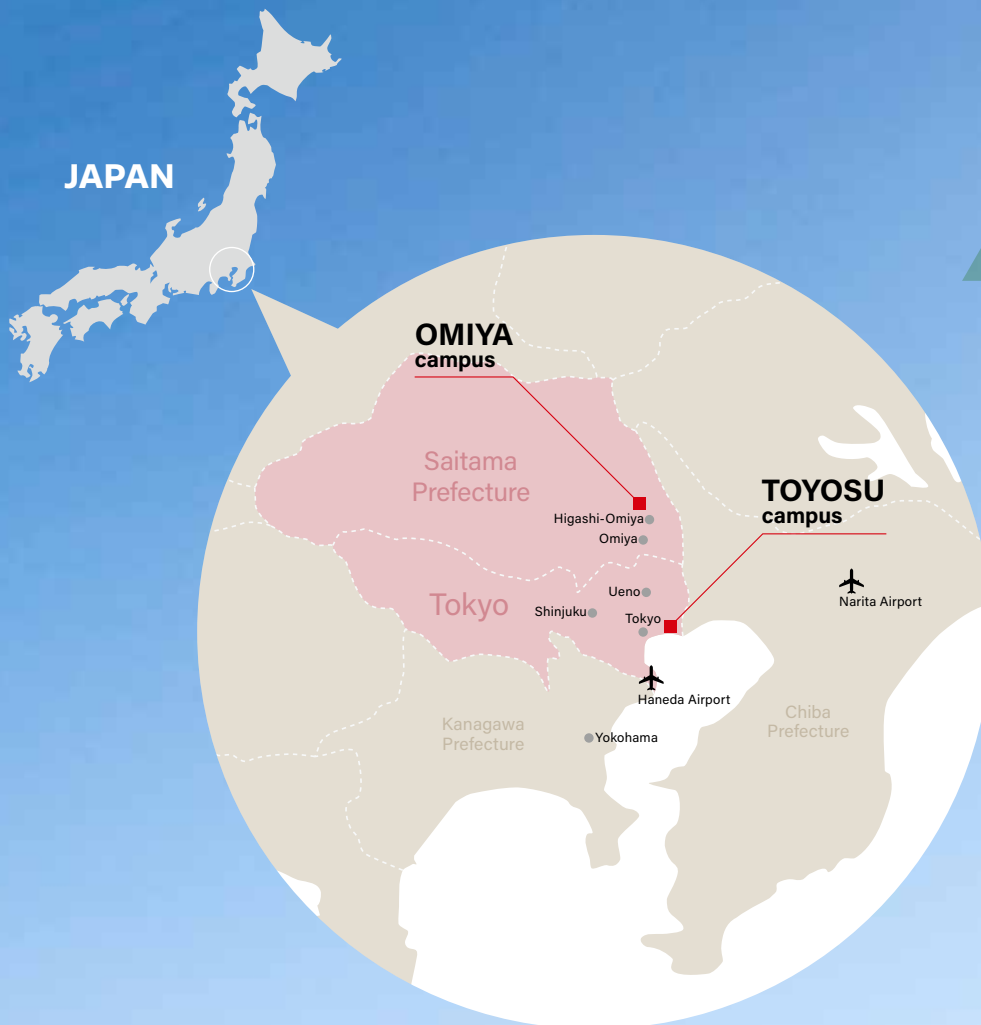 JAPAN
OMIYA
campus
Saitama
Prefecture
TOYOSU
campus
Higashi-Omiya
Omiya
Narita Airport
Ueno
Tokyo
Shinjuku
Tokyo
Haneda Airport
Kanagawa
Prefecture
Chiba
Prefecture
Yokohama